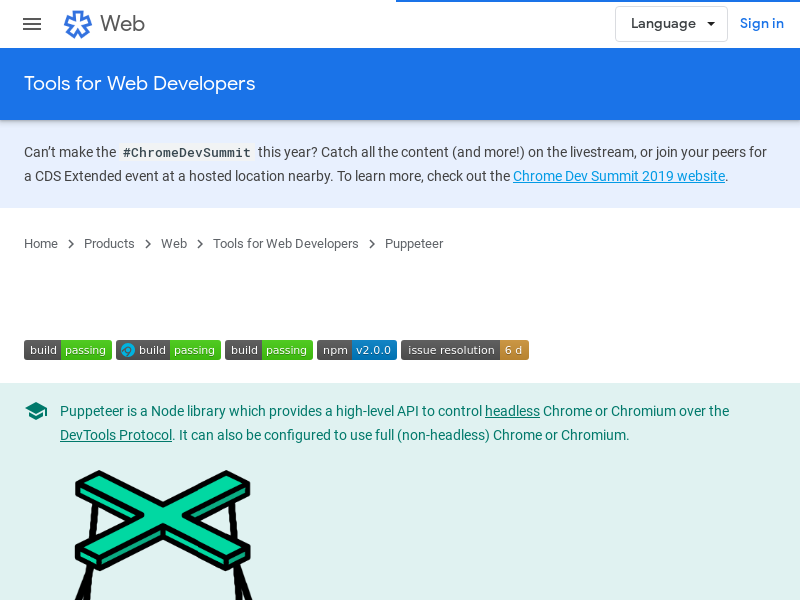 Web
Language
Sign in
Tools for Web Developers
Can’t make the #ChromeDevSummit this year? Catch all the content (and more!) on the livestream, or join your peers for
a CDS Extended event at a hosted location nearby. To learn more, check out the Chrome Dev Summit 2019 website.
Home > Products > Web > Tools for Web Developers > Puppeteer
build passing build passing build passing npm v2.0.0 issue resolution 6 d
Puppeteer is a Node library which provides a high-level API to control headless Chrome or Chromium over the
DevTools Protocol. It can also be configured to use full (non-headless) Chrome or Chromium.